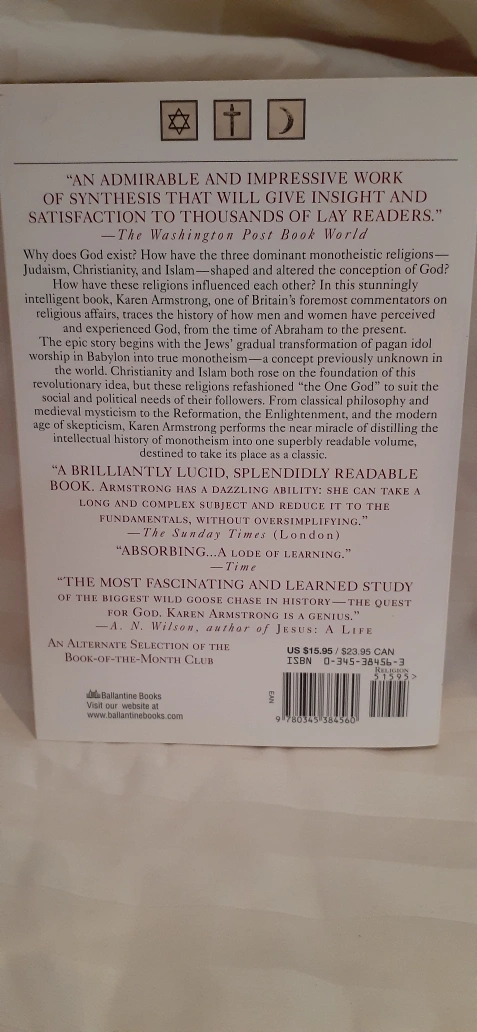 “AN ADMIRABLE AND IMPRESSIVE WORK
OF SYNTHESIS THAT WILL GIVE INSIGHT AND
SATISFACTION TO THOUSANDS OF LAY READERS.”
—The Washington Post Book World
Why does God exist? How have the three dominant monotheistic religions—
Judaism, Christianity, and Islam—shaped and altered the conception of God?
How have these religions influenced each other? In this stunningly
intelligent book, Karen Armstrong, one of Britain's foremost commentators on
religious affairs, traces the history of how men and women have perceived
and experienced God, from the time of Abraham to the present.
The epic story begins with the Jews' gradual transformation of pagan idol
worship in Babylon into true monotheism—a concept previously unknown in
the world. Christianity and Islam both rose on the foundation of this
revolutionary idea, but these religions refashioned “the One God” to suit the
social and political needs of their followers. From classical philosophy and
medieval mysticism to the Reformation, the Enlightenment, and the modern
age of skepticism, Karen Armstrong performs the near miracle of distilling the
intellectual history of monotheism into one superbly readable volume,
destined to take its place as a classic.
“A BRILLIANTLY LUCID, SPLENDIDLY READABLE
BOOK. ARMSTRONG HAS A DAZZLING ABILITY: SHE CAN TAKE A
LONG AND COMPLEX SUBJECT AND REDUCE IT TO THE
FUNDAMENTALS, WITHOUT OVERSIMPLIFYING.”
—The Sunday Times (London)
“ABSORBING...A LODE OF LEARNING.”
—Time
“THE MOST FASCINATING AND LEARNED STUDY
OF THE BIGGEST WILD GOOSE CHASE IN HISTORY—THE QUEST
FOR GOD. KAREN ARMSTRONG IS A GENIUS.”
—A. N. Wilson, author of JESUS: A LIFE
AN ALTERNATE SELECTION OF THE
BOOK-OF-THE-MONTH CLUB
Ballantine Books
Visit our website at
www.ballantinebooks.com
US $15.95 / $23.95 CAN
ISBN 0-345-38456-3
RELIGION
51595>
EAN
9 780345 384560